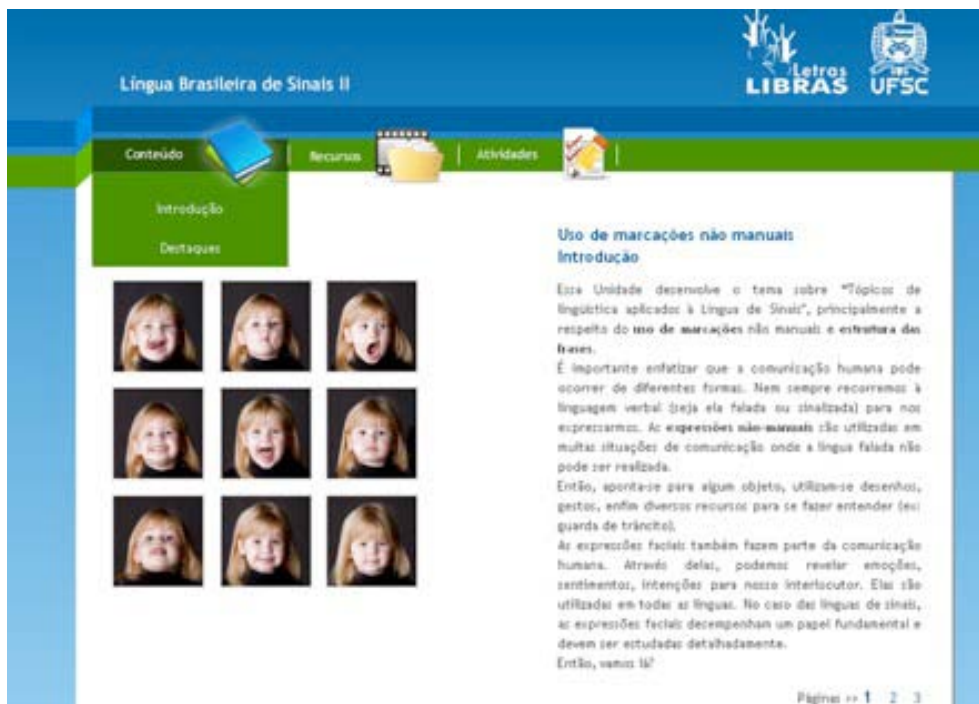 Língua Brasileira de Sinais II
Letras
LIBRAS
UFSC
Conteúdo
Recursos
Atividades
Introdução
Destaques
Uso de marcações não manuais
Introdução
Essa Unidade desenvolve o tema sobre "Tópicos de
lingüística aplicados à Língua de Sinais", principalmente a
respeito do uso de marcações não manuais e estrutura das
frases.
É importante enfatizar que a comunicação humana pode
ocorrer de diferentes formas. Nem sempre recorremos à
linguagem verbal (seja ela falada ou sinalizada) para nos
expressarmos. As expressões não-manuais são utilizadas em
muitas situações de comunicação onde a língua falada não
pode ser realizada.
Então, aponta-se para algum objeto, utilizam-se desenhos,
gestos, enfim diversos recursos para se fazer entender (ex:
guarda de trânsito).
As expressões faciais também fazem parte da comunicação
humana. Através delas, podemos revelar emoções,
sentimentos, intenções para nosso interlocutor. Elas são
utilizadas em todas as línguas. No caso das línguas de sinais,
as expressões faciais desempenham um papel fundamental e
devem ser estudadas detalhadamente.
Então, vamos lá?
Páginas >> 1 2 3